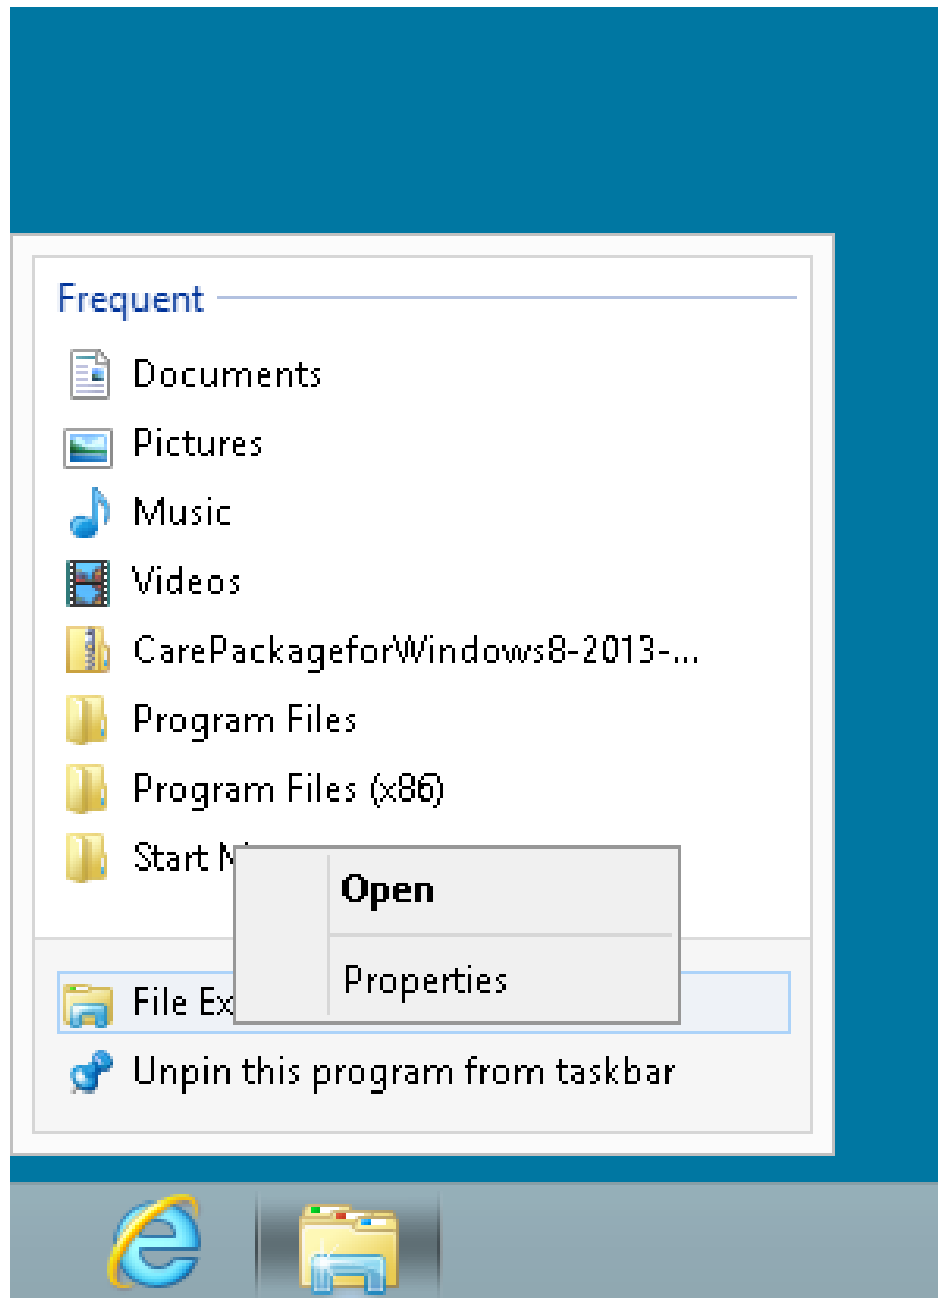 Frequent
Documents
Pictures
Music
Videos
CarePackageforWindows8-2013-...
Program Files
Program Files (x86)
Start
Open
Properties
File Ex
Unpin this program from taskbar